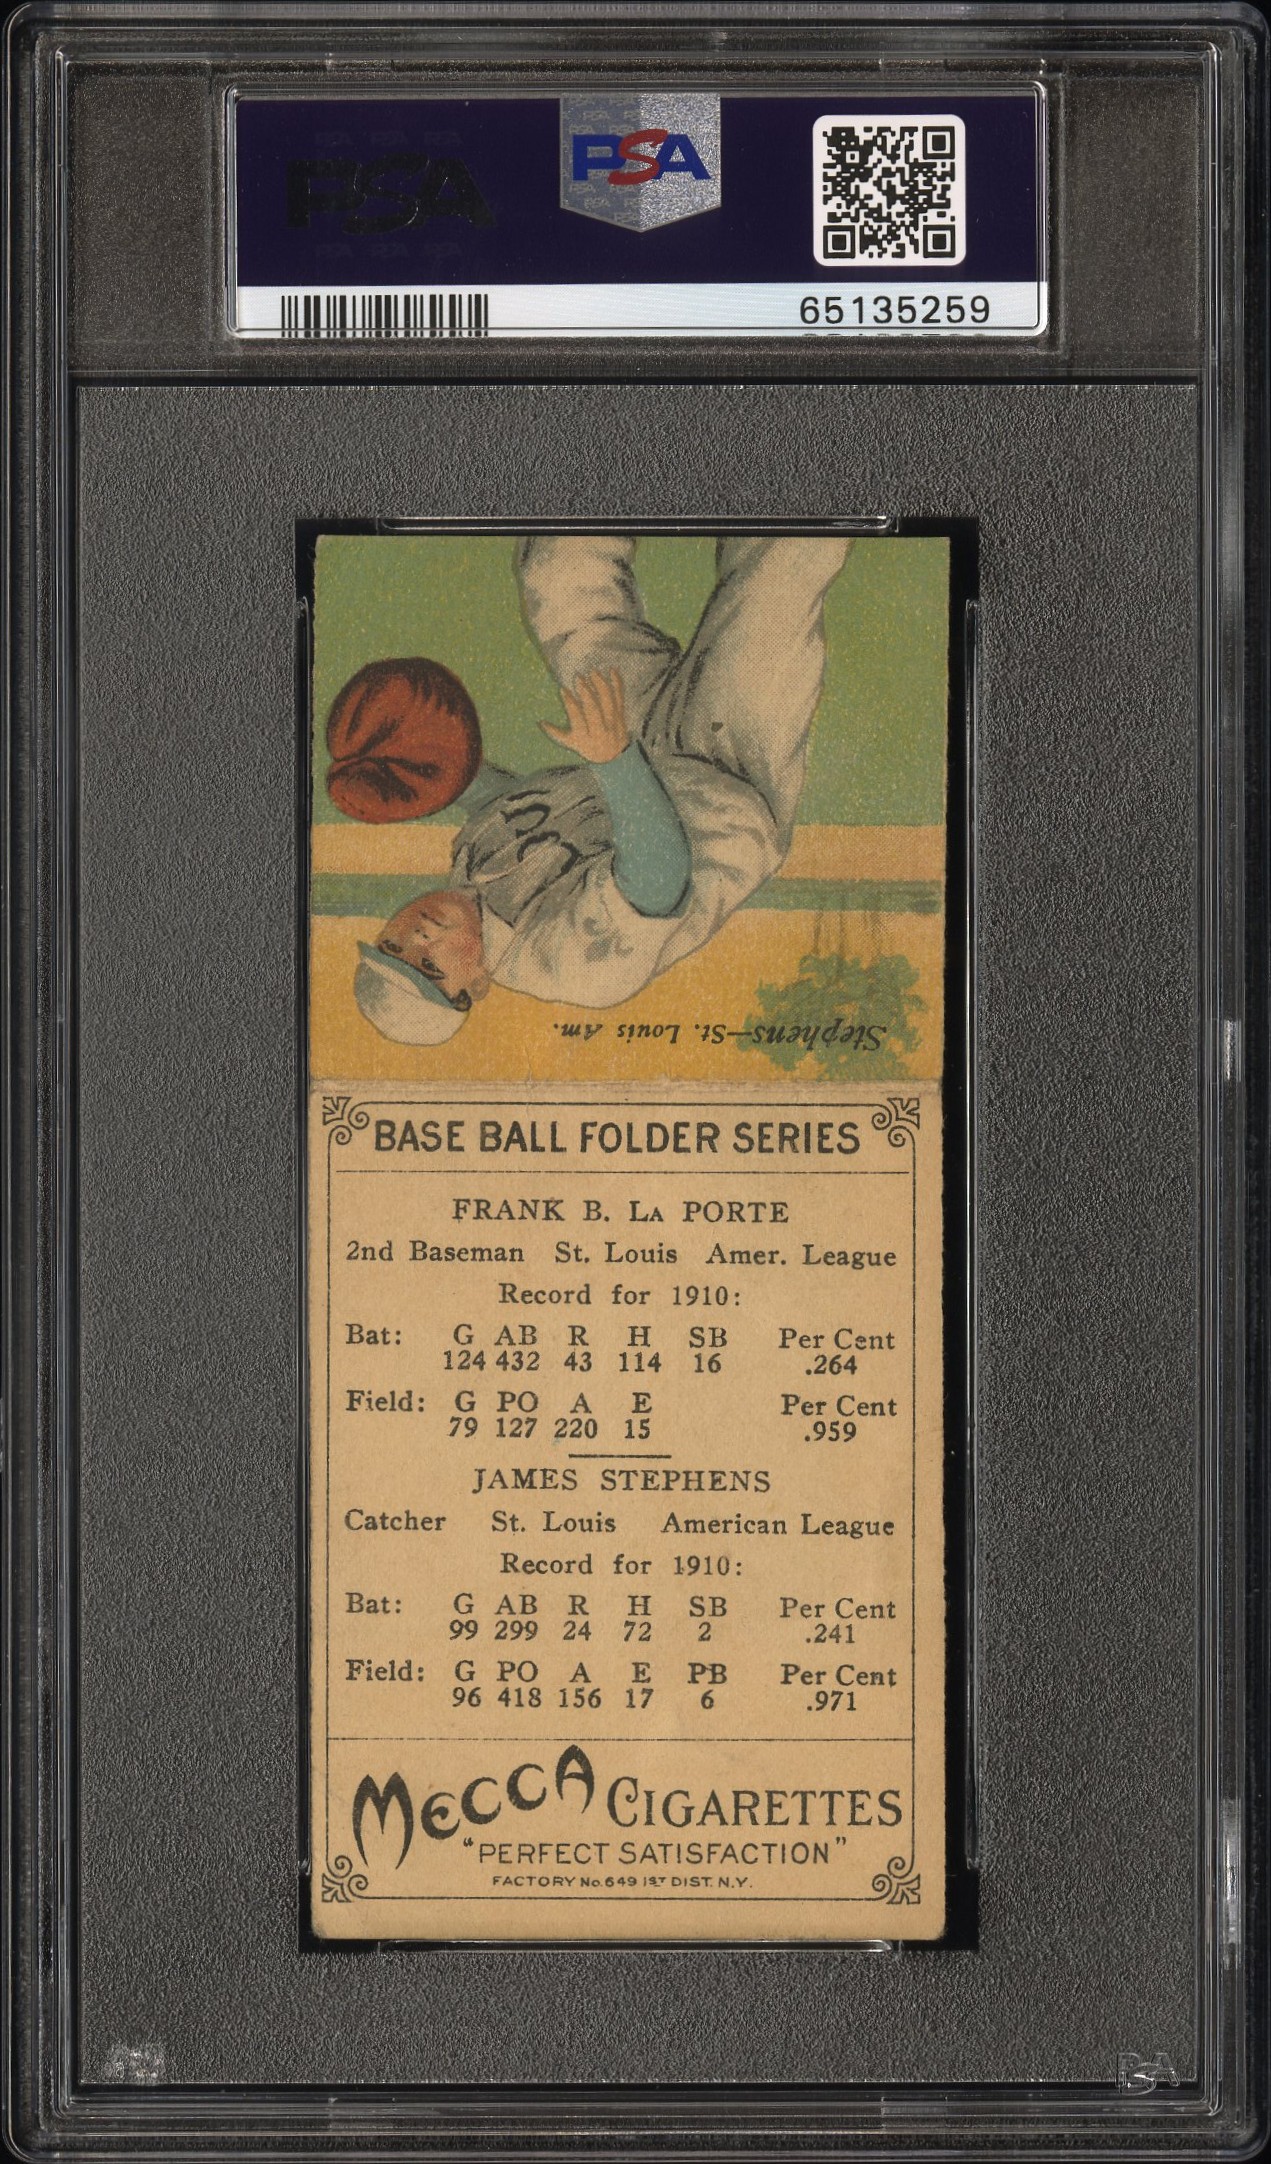 PSA
PSA
65135259
Stephens—St. Louis Am.
BASE BALL FOLDER SERIES
FRANK B. LA PORTE
2nd Baseman St. Louis Amer. League
Record for 1910:
Bat: G AB R H SB Per Cent
124 432 43 114 16 .264
Field: G PO A E Per Cent
79 127 220 15 .959
JAMES STEPHENS
Catcher St. Louis American League
Record for 1910:
Bat: G AB R H SB Per Cent
99 299 24 72 2 .241
Field: G PO A E PB Per Cent
96 418 156 17 6 .971
MECCA CIGARETTES
"PERFECT SATISFACTION"
FACTORY No. 649 1ST DIST. N.Y.
PSA